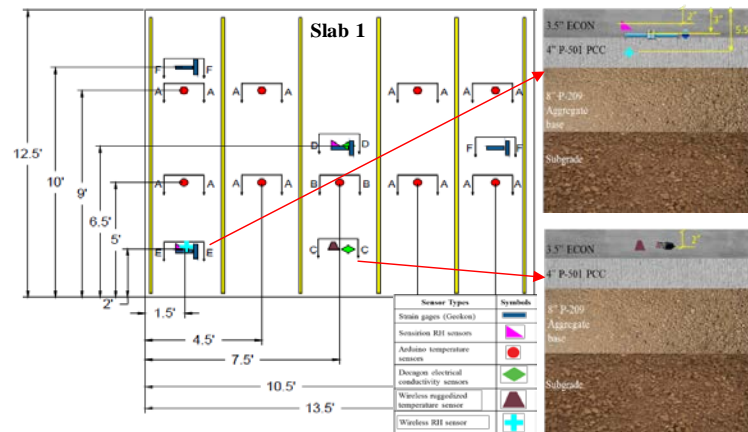 Slab 1
F F
A A A A A A A A
D D
F F
A A A A B B A A A A
E E
C C
12.5'
10'
9'
6.5'
5'
2'
1.5'
4.5'
7.5'
10.5'
13.5'
Sensor Types Symbols
Strain gages (Geokon)
Sensirion RH sensors
Arduino temperature
sensors
Decagon electrical
conductivity sensors
Wireless ruggedized
temperature sensor
Wireless RH sensor
3.5" ECON
2"
3"
5.5
4" P-501 PCC
8" P-209
Aggregate
base
Subgrade
3.5" ECON
2"
4" P-501 PCC
8" P-209
Aggregate
base
Subgrade